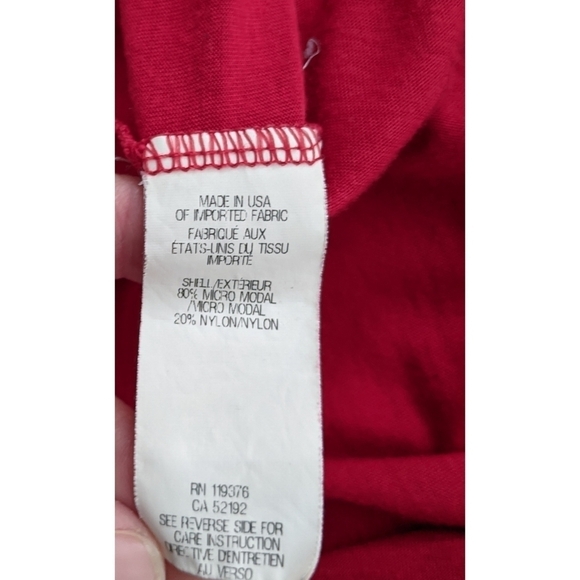 MADE IN USA
OF IMPORTED FABRIC
FABRIQUÉ AUX
ÉTATS-UNIS DU TISSU
IMPORTÉ
SHELL/EXTÉRIEUR
80% MICRO MODAL
/MICRO MODAL
20% NYLON/NYLON
RN 119376
CA 52192
SEE REVERSE SIDE FOR
CARE INSTRUCTION
DIRECTIVE D'ENTRETIEN
AU VERSO